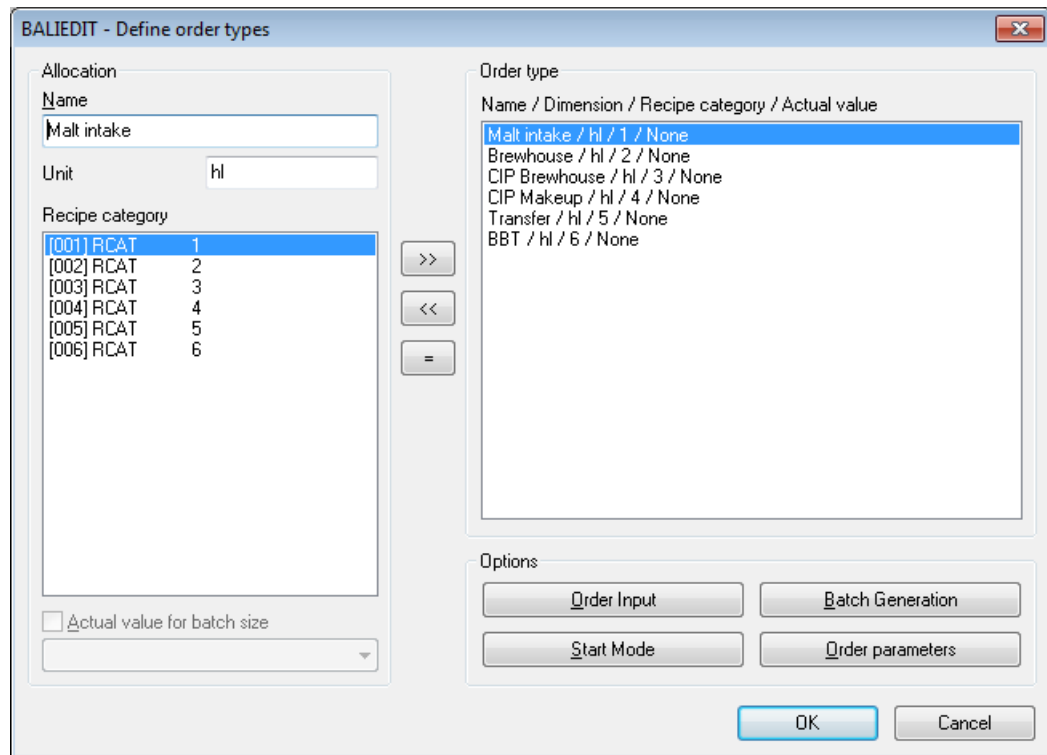 BALIEDIT - Define order types
Allocation
Name
Malt intake
Unit hl
Recipe category
[001] RCAT 1
[002] RCAT 2
[003] RCAT 3
[004] RCAT 4
[005] RCAT 5
[006] RCAT 6
Actual value for batch size
>>
<<
=
Order type
Name / Dimension / Recipe category / Actual value
Malt intake / hl / 1 / None
Brewhouse / hl / 2 / None
CIP Brewhouse / hl / 3 / None
CIP Makeup / hl / 4 / None
Transfer / hl / 5 / None
BBT / hl / 6 / None
Options
Order Input Batch Generation
Start Mode Order parameters
OK Cancel